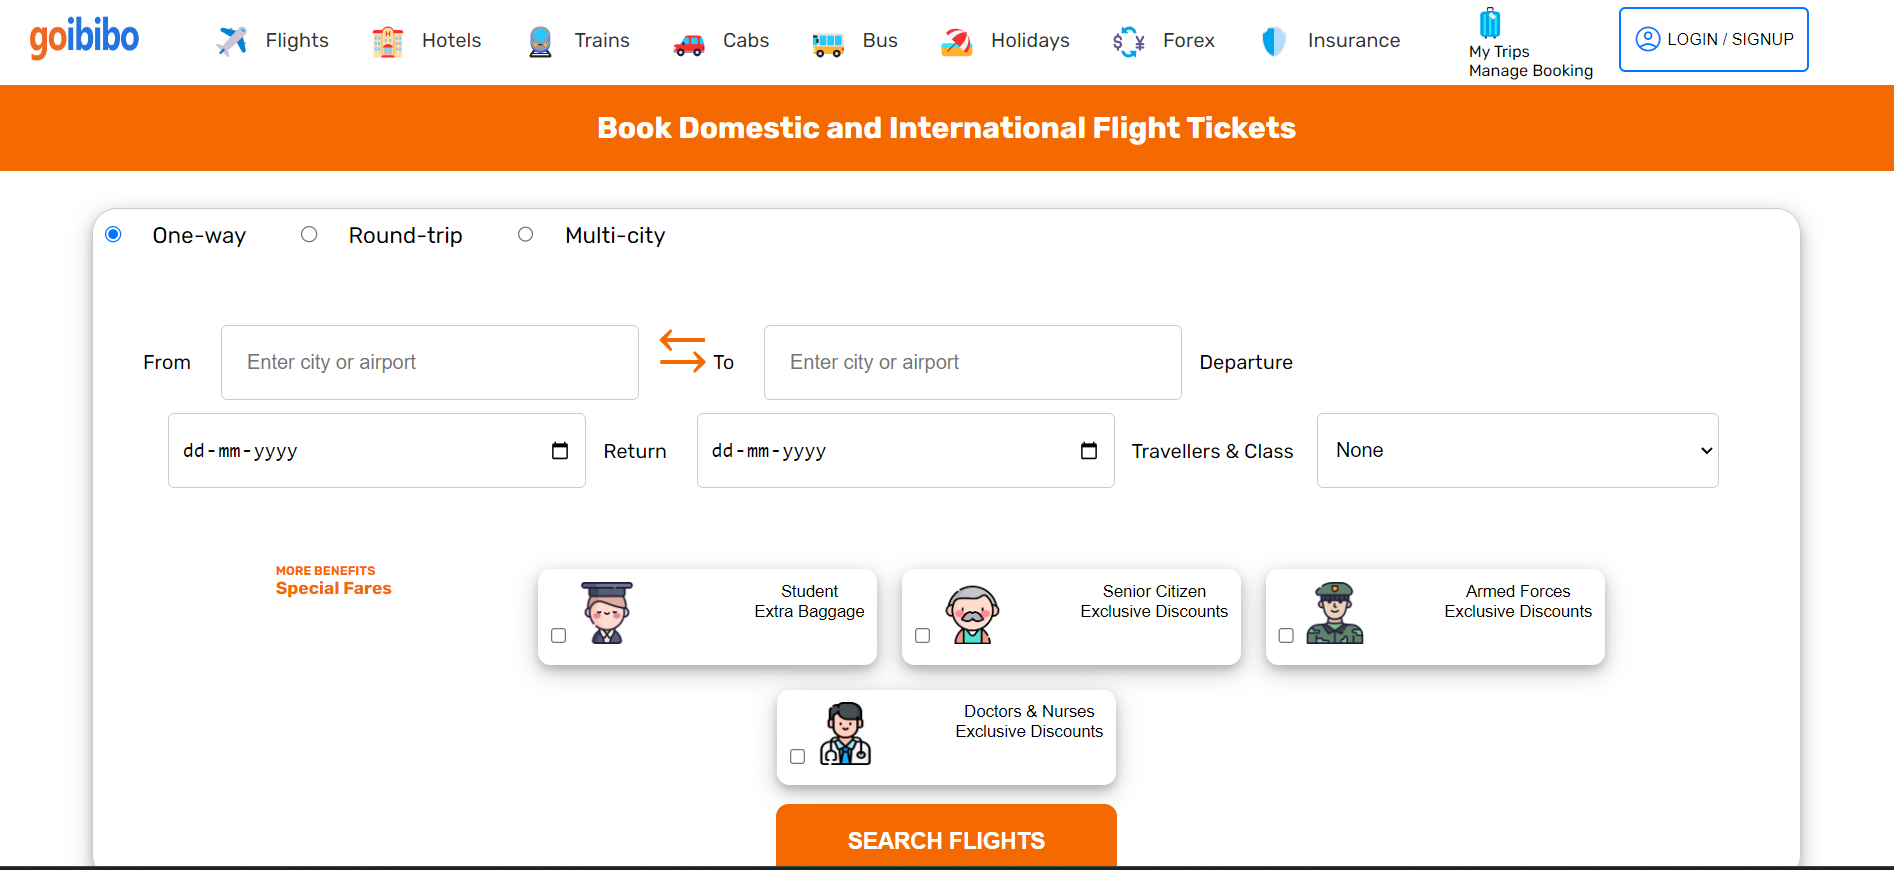 goibibo
Flights
Hotels
Trains
Cabs
Bus
Holidays
Forex
Insurance
My Trips
Manage Booking
LOGIN / SIGNUP
Book Domestic and International Flight Tickets
One-way
Round-trip
Multi-city
From
Enter city or airport
To
Enter city or airport
Departure
dd-mm-yyyy
Return
dd-mm-yyyy
Travellers & Class
None
MORE BENEFITS
Special Fares
Student
Extra Baggage
Senior Citizen
Exclusive Discounts
Armed Forces
Exclusive Discounts
Doctors & Nurses
Exclusive Discounts
SEARCH FLIGHTS